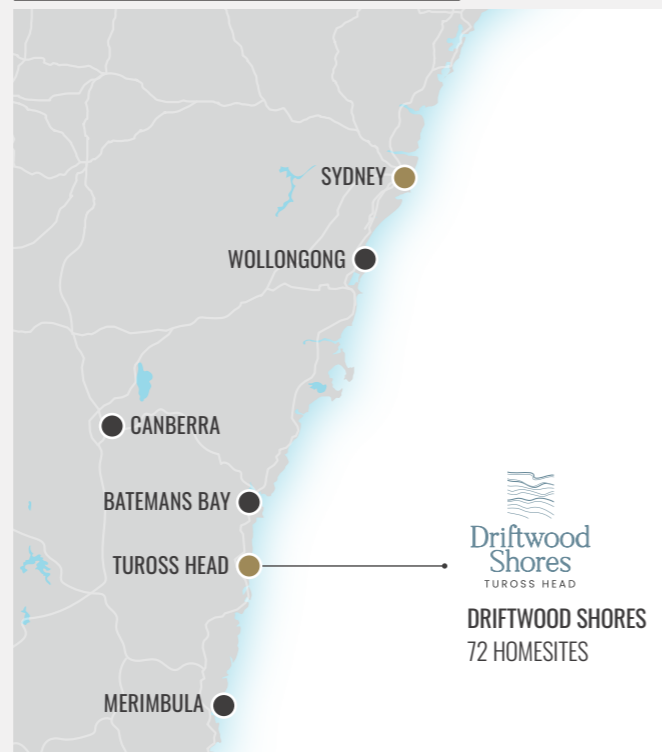 SYDNEY
WOLLONGONG
CANBERRA
BATEMANS BAY
TUROSS HEAD
Driftwood
Shores
TUROSS HEAD
DRIFTWOOD SHORES
72 HOMESITES
MERIMBULA